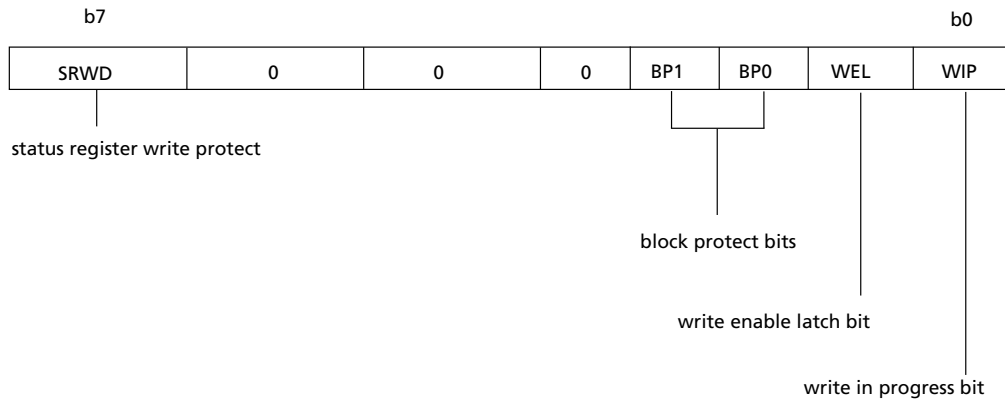 b7 b0
SRWD 0 0 0 BP1 BP0 WEL WIP
status register write protect
block protect bits
write enable latch bit
write in progress bit